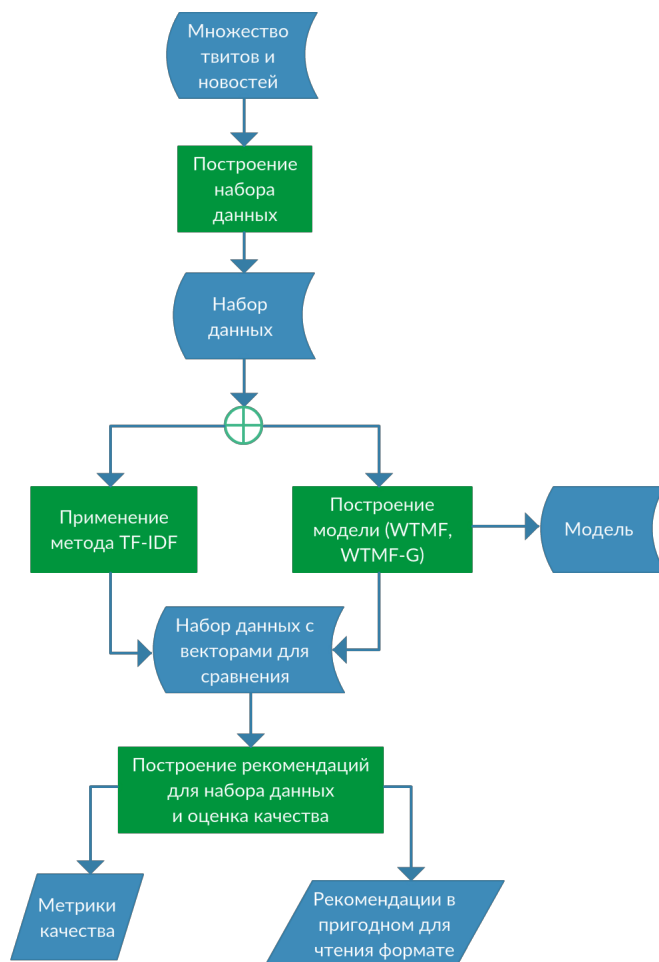 Множество
твитов и
новостей
Построение
набора
данных
Набор
данных
Применение
метода TF-IDF
Построение
модели (WTMF,
WTMF-G)
Модель
Набор данных с
векторами для
сравнения
Построение рекомендаций
для набора данных
и оценка качества
Метрики
качества
Рекомендации в
пригодном для
чтения формате